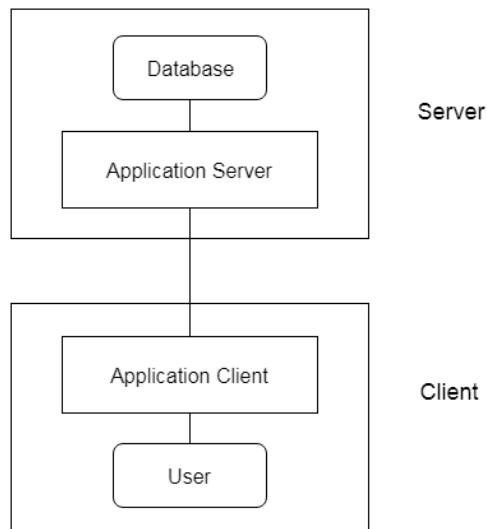 Database
Server
Application Server
Application Client
Client
User